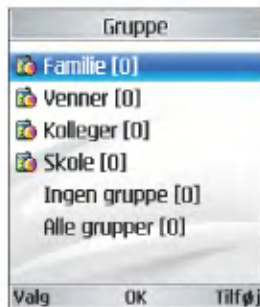 Gruppe
Familie [0]
Venner [0]
Kolleger [0]
Skole [0]
Ingen gruppe [0]
Alle grupper [0]
Valg OK Tilføj